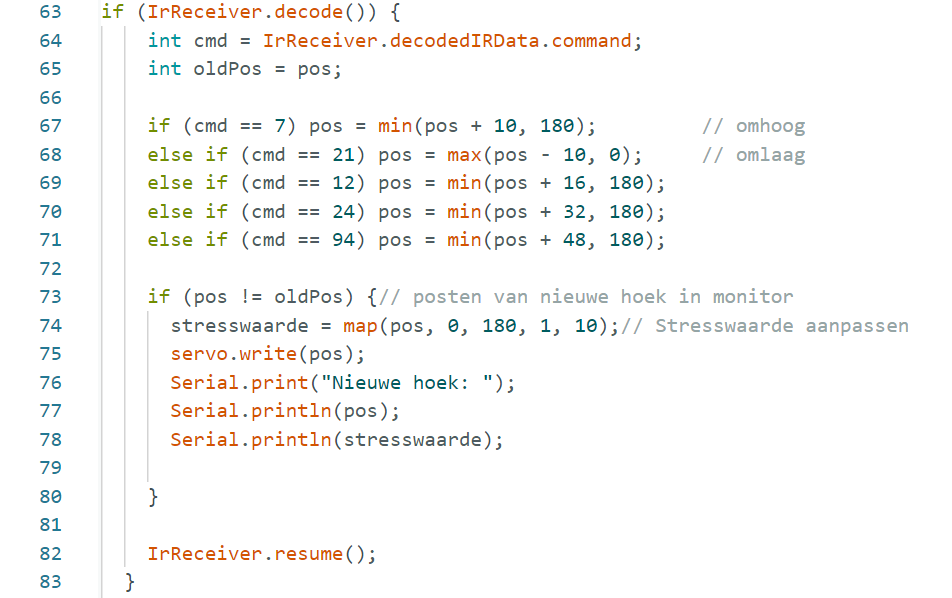 63 if (IrReceiver.decode()) {
64 int cmd = IrReceiver.decodedIRData.command;
65 int oldPos = pos;
66
67 if (cmd == 7) pos = min(pos + 10, 180); // omhoog
68 else if (cmd == 21) pos = max(pos - 10, 0); // omlaag
69 else if (cmd == 12) pos = min(pos + 16, 180);
70 else if (cmd == 24) pos = min(pos + 32, 180);
71 else if (cmd == 94) pos = min(pos + 48, 180);
72
73 if (pos != oldPos) {// posten van nieuwe hoek in monitor
74 stresswaarde = map(pos, 0, 180, 1, 10);// Stresswaarde aanpassen
75 servo.write(pos);
76 Serial.print("Nieuwe hoek: ");
77 Serial.println(pos);
78 Serial.println(stresswaarde);
79
80 }
81
82 IrReceiver.resume();
83 }